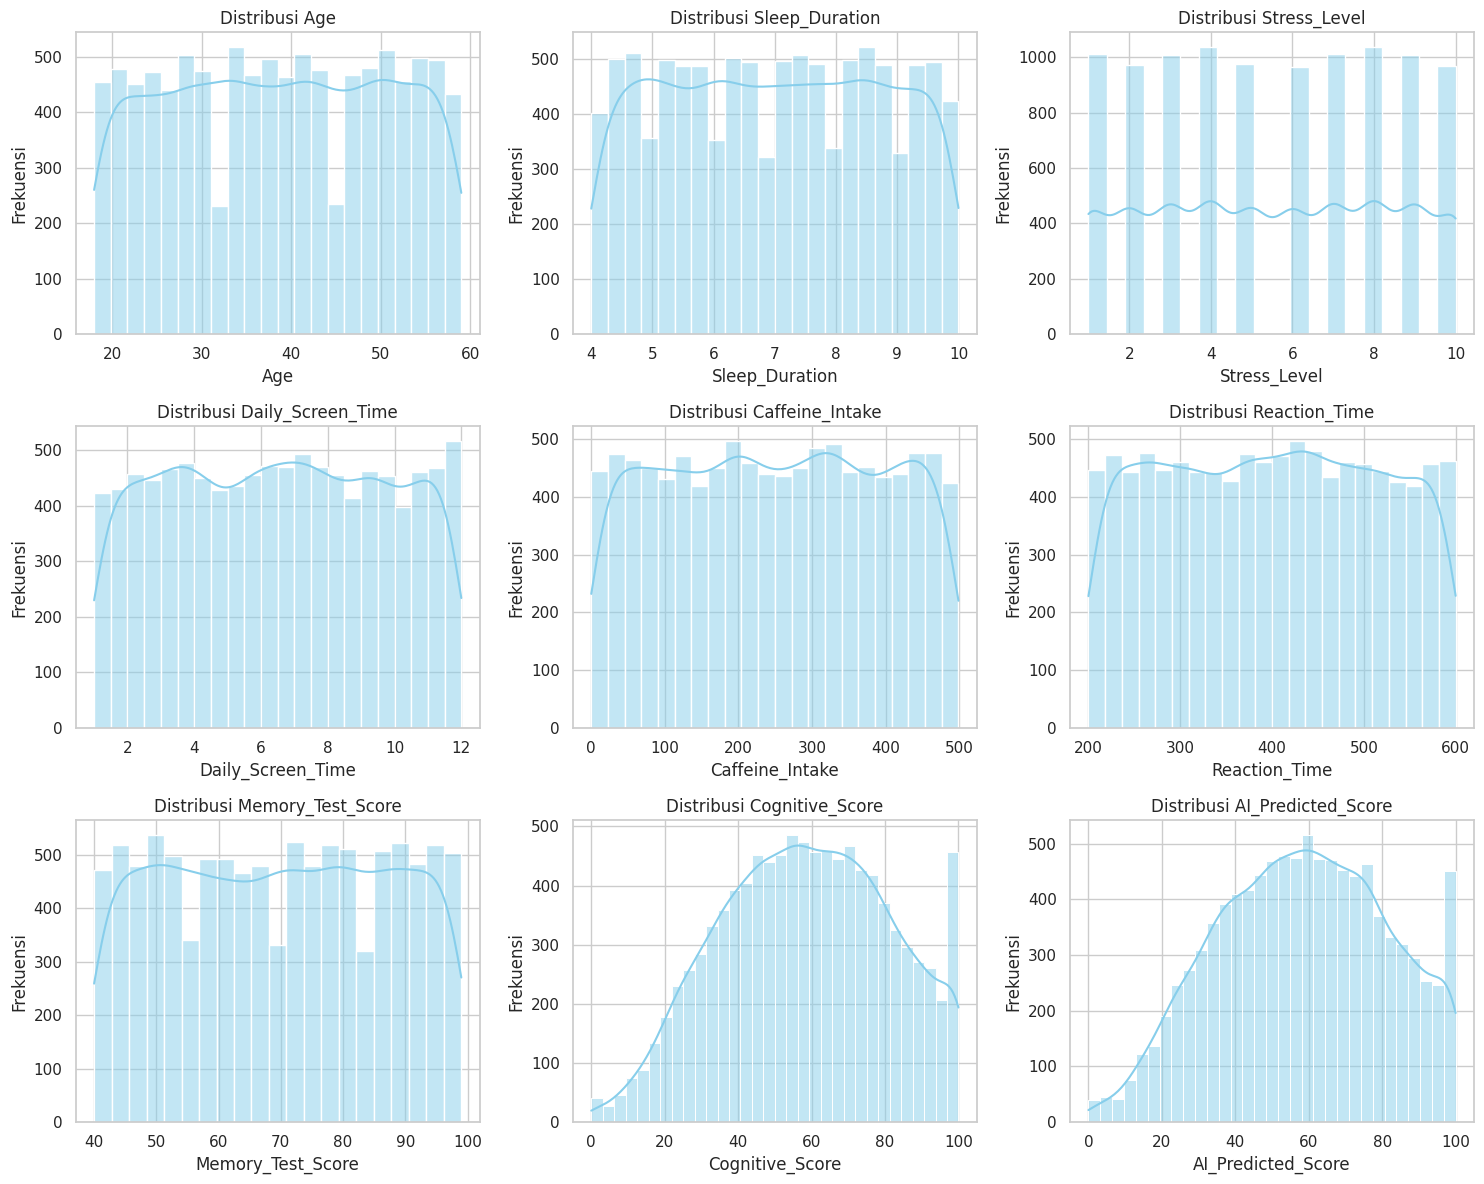 Distribusi Age
Frekuensi
500
400
300
200
100
0
20 30 40 50 60
Age
Distribusi Sleep_Duration
Frekuensi
500
400
300
200
100
0
4 5 6 7 8 9 10
Sleep_Duration
Distribusi Stress_Level
Frekuensi
1000
800
600
400
200
0
2 4 6 8 10
Stress_Level
Distribusi Daily_Screen_Time
Frekuensi
500
400
300
200
100
0
2 4 6 8 10 12
Daily_Screen_Time
Distribusi Caffeine_Intake
Frekuensi
500
400
300
200
100
0
0 100 200 300 400 500
Caffeine_Intake
Distribusi Reaction_Time
Frekuensi
500
400
300
200
100
0
200 300 400 500 600
Reaction_Time
Distribusi Memory_Test_Score
Frekuensi
500
400
300
200
100
0
40 50 60 70 80 90 100
Memory_Test_Score
Distribusi Cognitive_Score
Frekuensi
500
400
300
200
100
0
0 20 40 60 80 100
Cognitive_Score
Distribusi AI_Predicted_Score
Frekuensi
500
400
300
200
100
0
0 20 40 60 80 100
AI_Predicted_Score